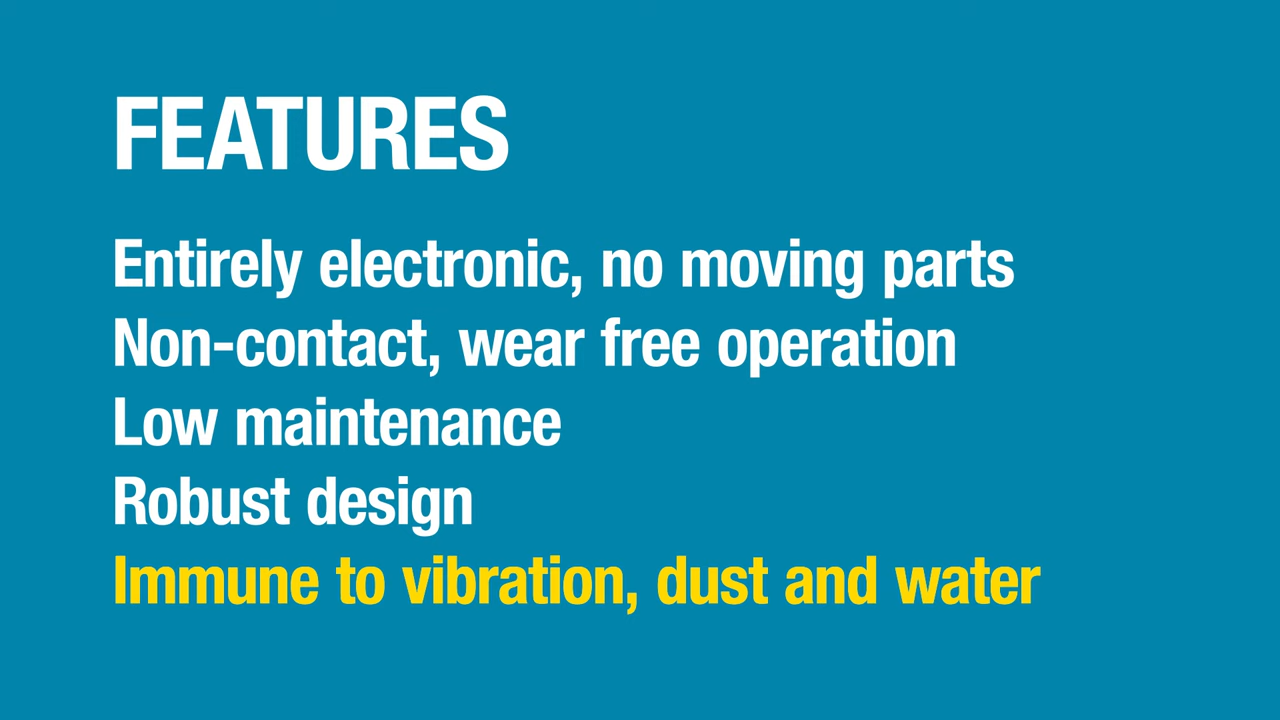 FEATURES
Entirely electronic, no moving parts
Non-contact, wear free operation
Low maintenance
Robust design
Immune to vibration, dust and water